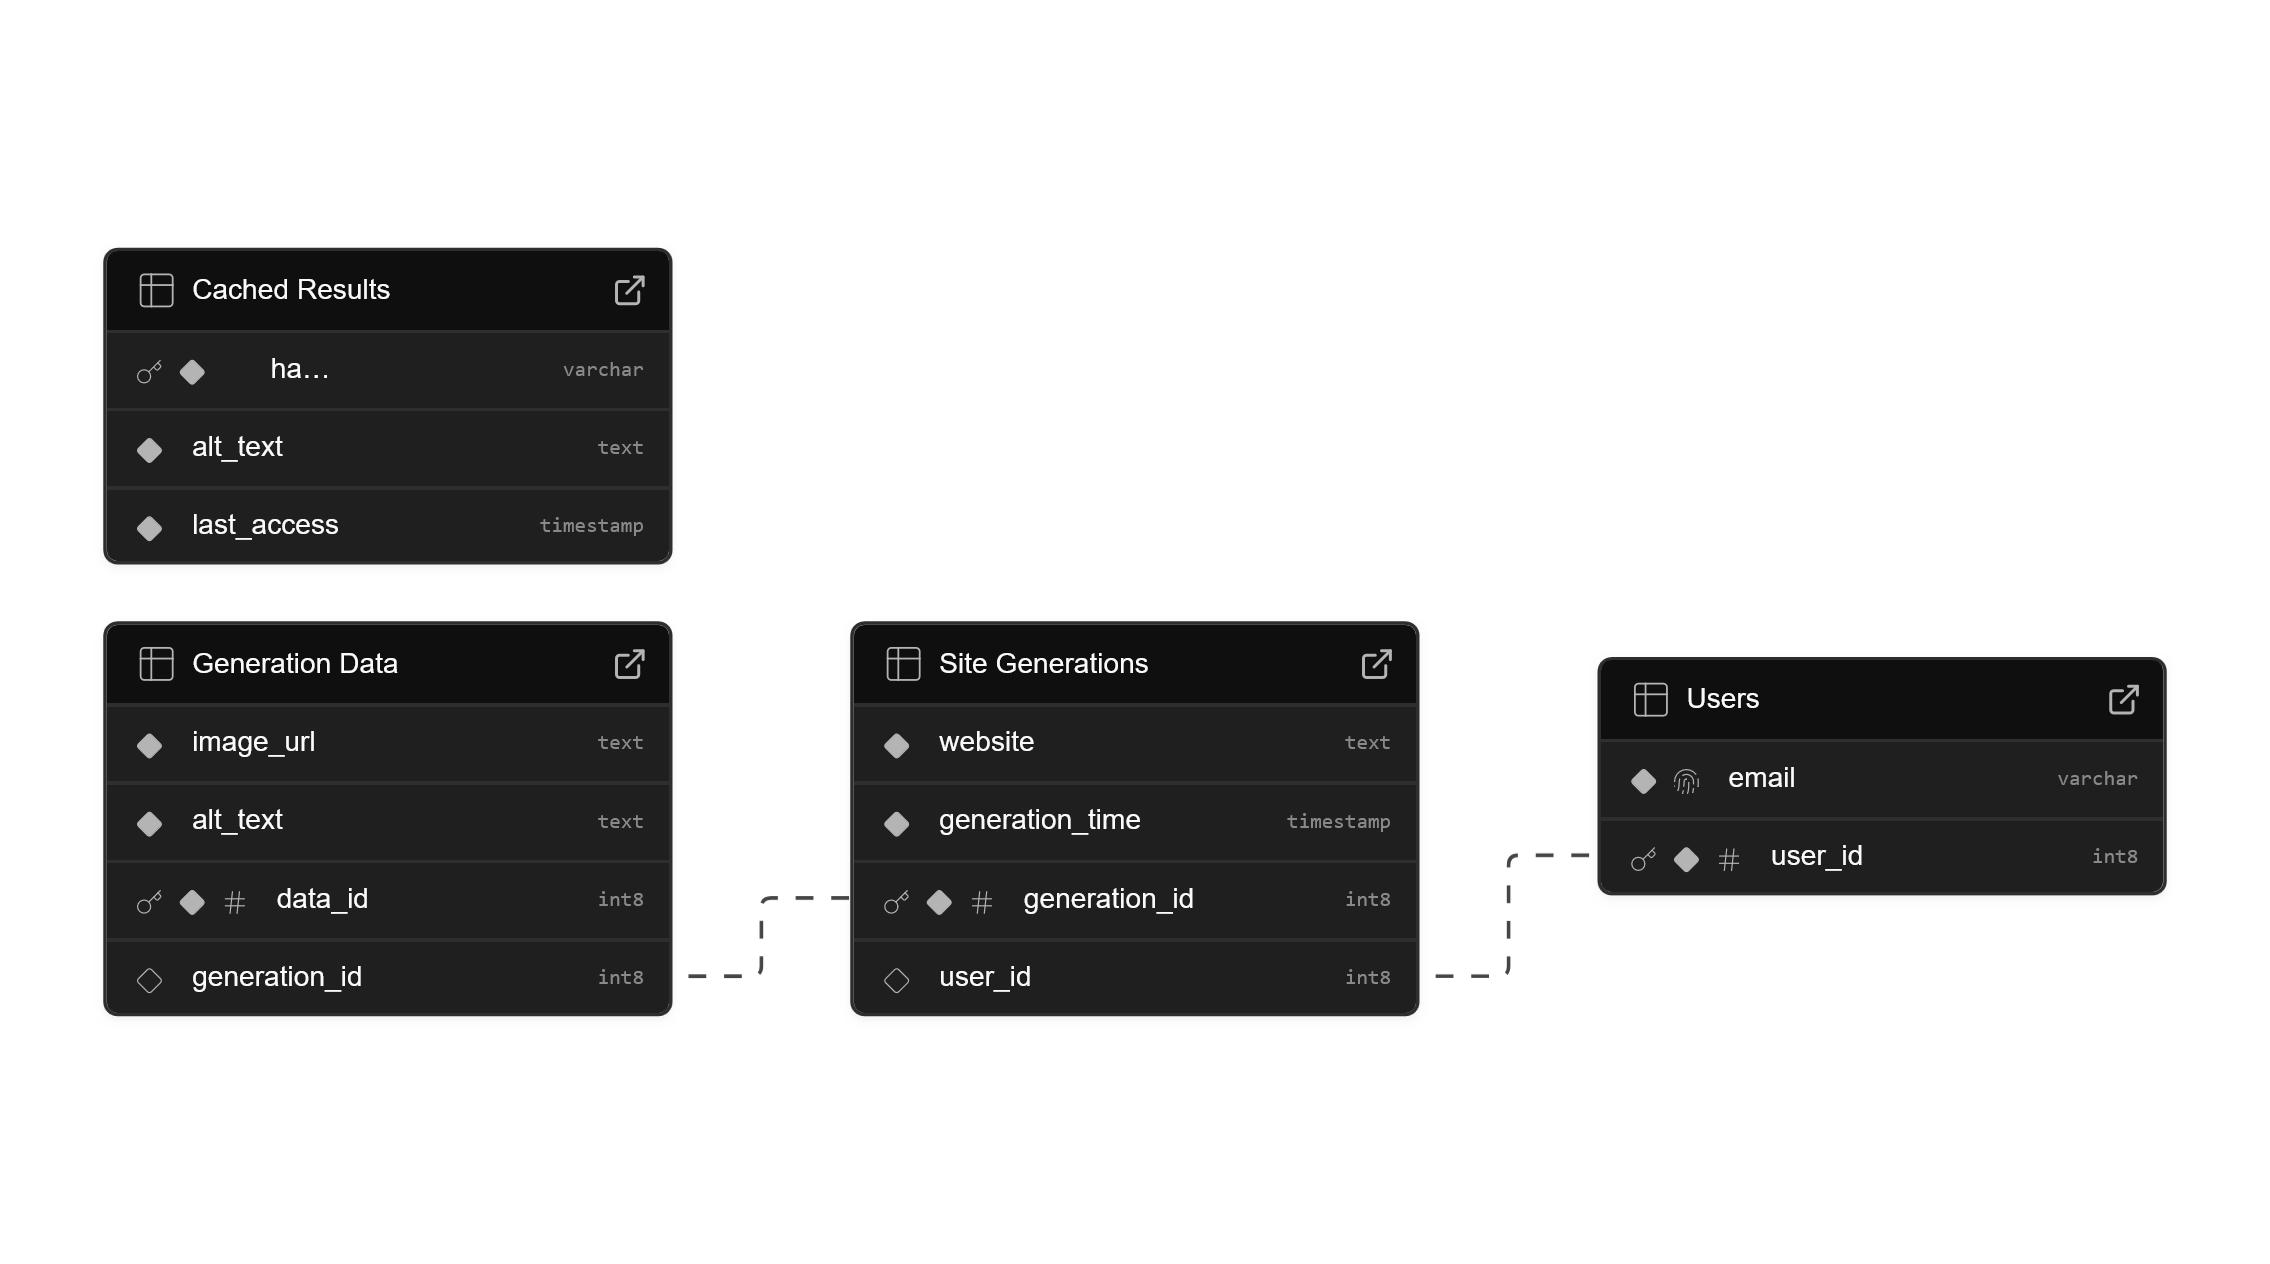 Cached Results
ha... varchar
alt_text text
last_access timestamp
Generation Data
image_url text
alt_text text
data_id int8
generation_id int8
Site Generations
website text
generation_time timestamp
generation_id int8
user_id int8
Users
email varchar
user_id int8